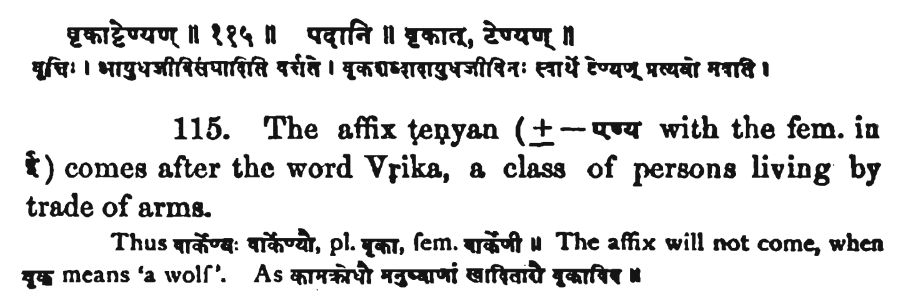 वृकाट्टेण्यण् ॥ ११५ ॥ पदानि ॥ वृकात्, टेण्यण् ॥
वृत्तिः । आयुधजीविसंघादिति वर्त्तते । वृकशब्दादायुधजीविनः स्वार्थे टेण्यण् प्रत्ययो भवति ।
115. The affix ṭeṇyan (± — एण्य with the fem. in
ई) comes after the word Vṛika, a class of persons living by
trade of arms.
Thus वार्केण्यः वार्केण्यौ, pl. वृका, fem. वार्केणी ॥ The affix will not come, when
वृक means 'a wolf'. As कामक्रोधौ मनुष्याणां खादितारौ वृकाविव ॥